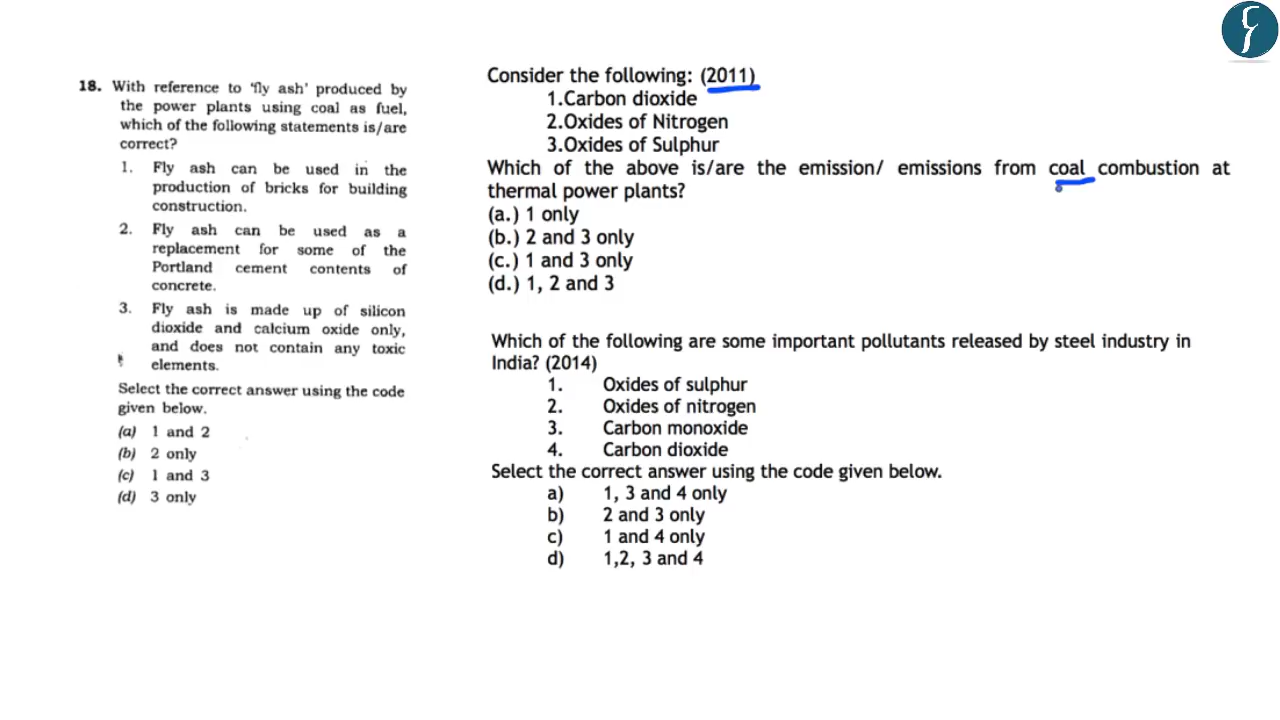 18. With reference to 'fly ash' produced by
the power plants using coal as fuel,
which of the following statements is/are
correct?
1. Fly ash can be used in the
production of bricks for building
construction.
2. Fly ash can be used as a
replacement for some of the
Portland cement contents of
concrete.
3. Fly ash is made up of silicon
dioxide and calcium oxide only,
and does not contain any toxic
elements.
Select the correct answer using the code
given below.
(a) 1 and 2
(b) 2 only
(c) 1 and 3
(d) 3 only
Consider the following: (2011)
1.Carbon dioxide
2.Oxides of Nitrogen
3.Oxides of Sulphur
Which of the above is/are the emission/ emissions from coal combustion at
thermal power plants?
(a.) 1 only
(b.) 2 and 3 only
(c.) 1 and 3 only
(d.) 1, 2 and 3
Which of the following are some important pollutants released by steel industry in
India? (2014)
1. Oxides of sulphur
2. Oxides of nitrogen
3. Carbon monoxide
4. Carbon dioxide
Select the correct answer using the code given below.
a) 1, 3 and 4 only
b) 2 and 3 only
c) 1 and 4 only
d) 1,2, 3 and 4